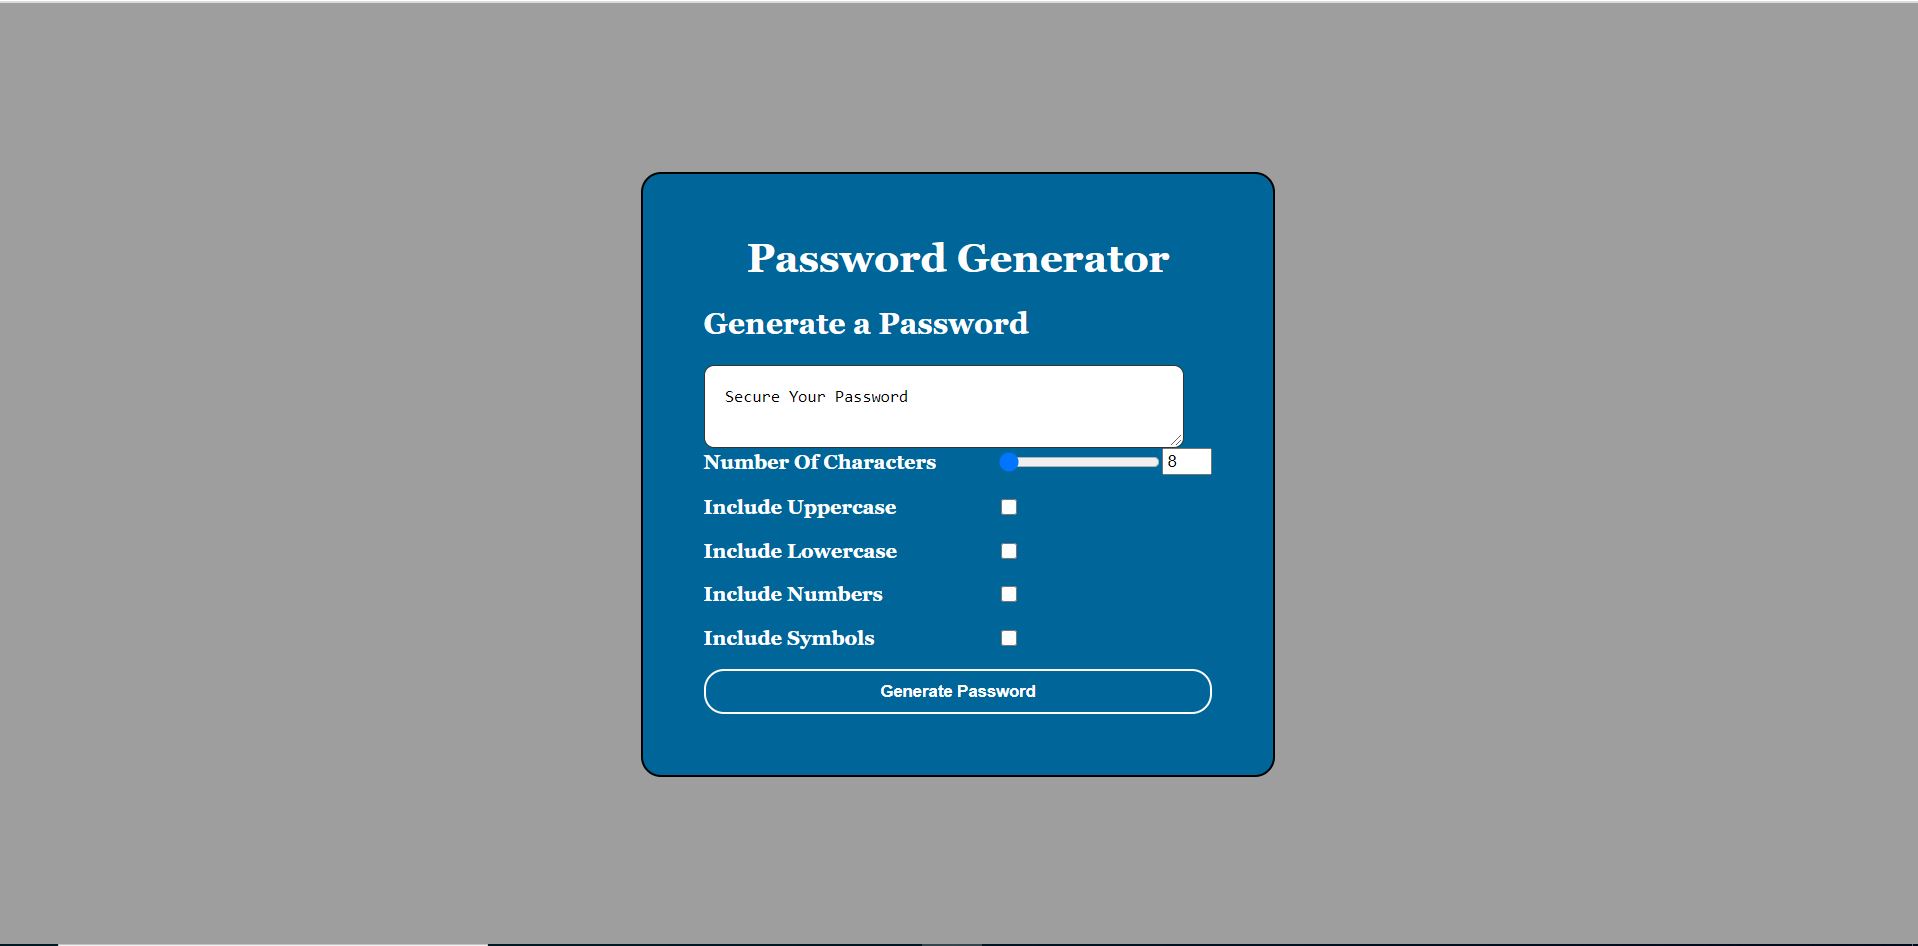 Password Generator
Generate a Password
Secure Your Password
Number Of Characters 8
Include Uppercase
Include Lowercase
Include Numbers
Include Symbols
Generate Password